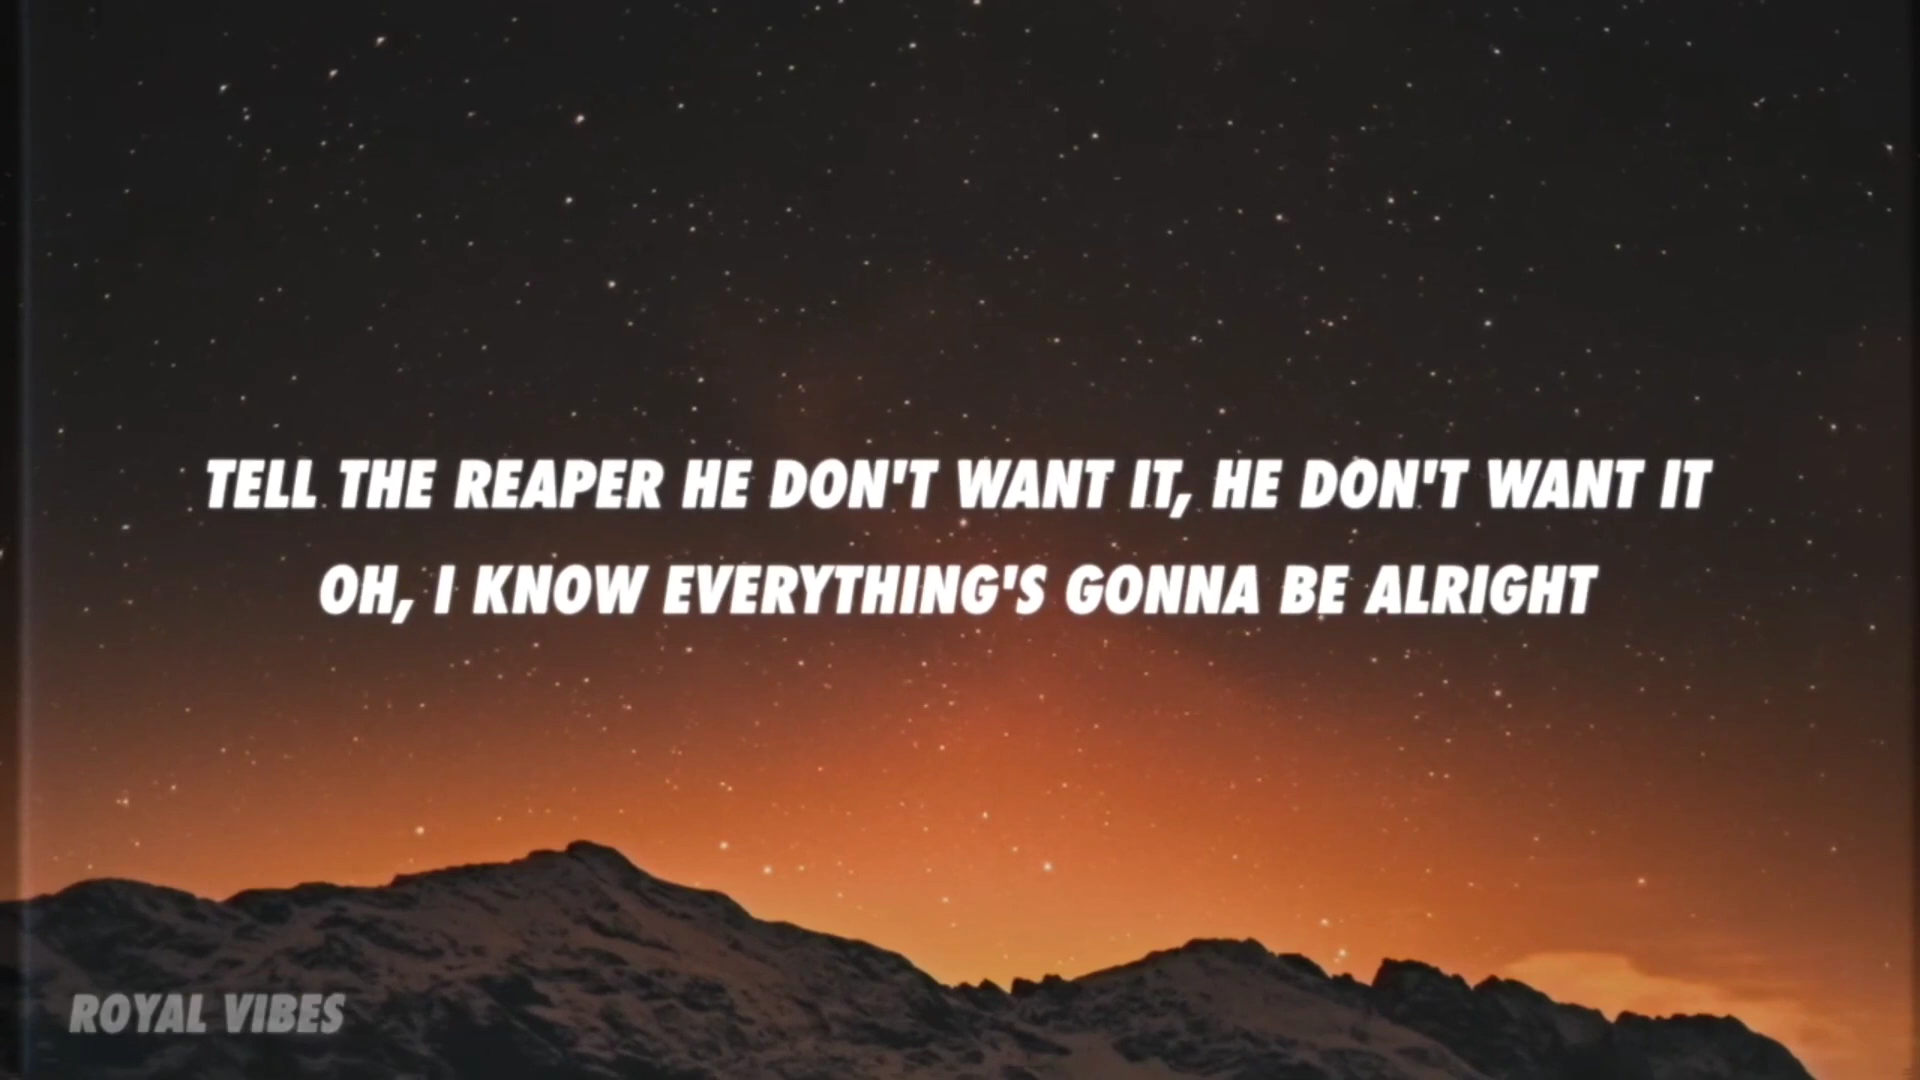 TELL THE REAPER HE DON'T WANT IT, HE DON'T WANT IT
OH, I KNOW EVERYTHING'S GONNA BE ALRIGHT
ROYAL VIBES